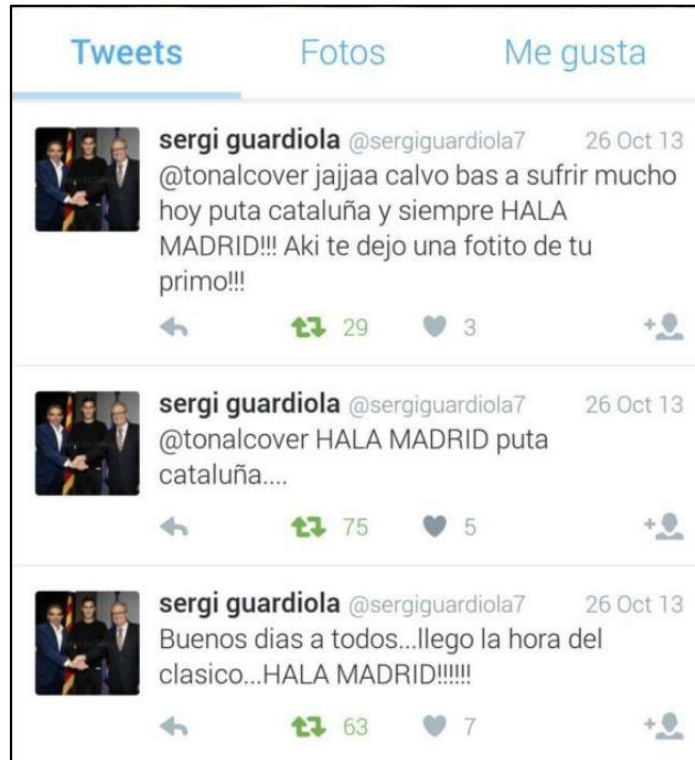 Tweets Fotos Me gusta
sergi guardiola @sergiguardiola7 26 Oct 13
@tonalcover jajjaa calvo bas a sufrir mucho
hoy puta cataluña y siempre HALA
MADRID!!! Aki te dejo una fotito de tu
primo!!!
29 3
sergi guardiola @sergiguardiola7 26 Oct 13
@tonalcover HALA MADRID puta
cataluña....
75 5
sergi guardiola @sergiguardiola7 26 Oct 13
Buenos dias a todos...llego la hora del
clasico...HALA MADRID!!!!!!
63 7